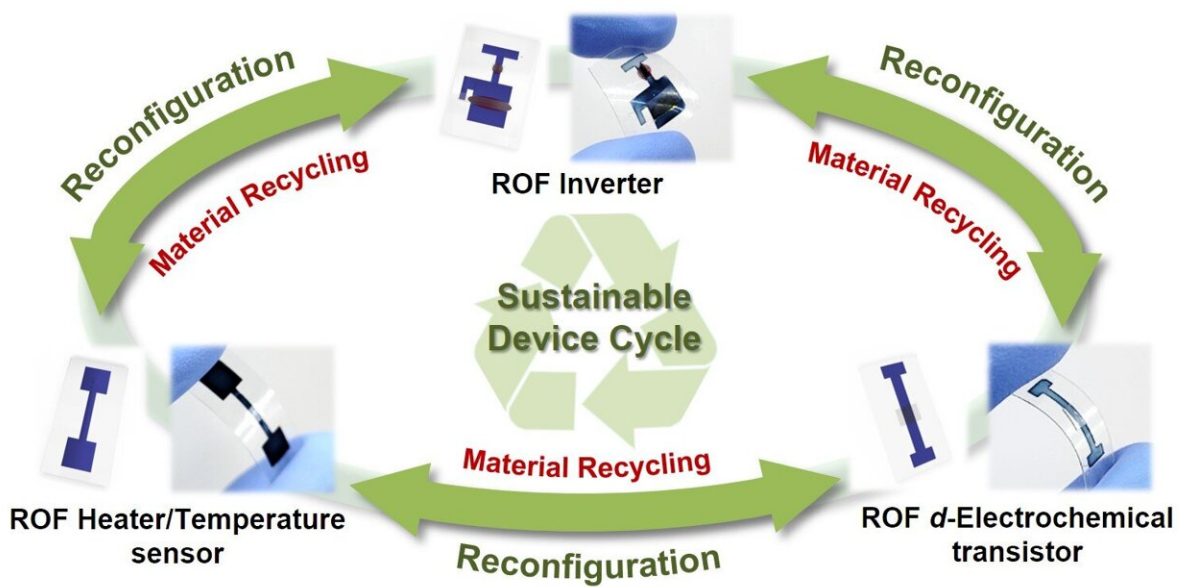 Reconfiguration
Material Recycling
ROF Inverter
Reconfiguration
Material Recycling
Sustainable
Device Cycle
ROF Heater/Temperature
sensor
Material Recycling
Reconfiguration
ROF d-Electrochemical
transistor